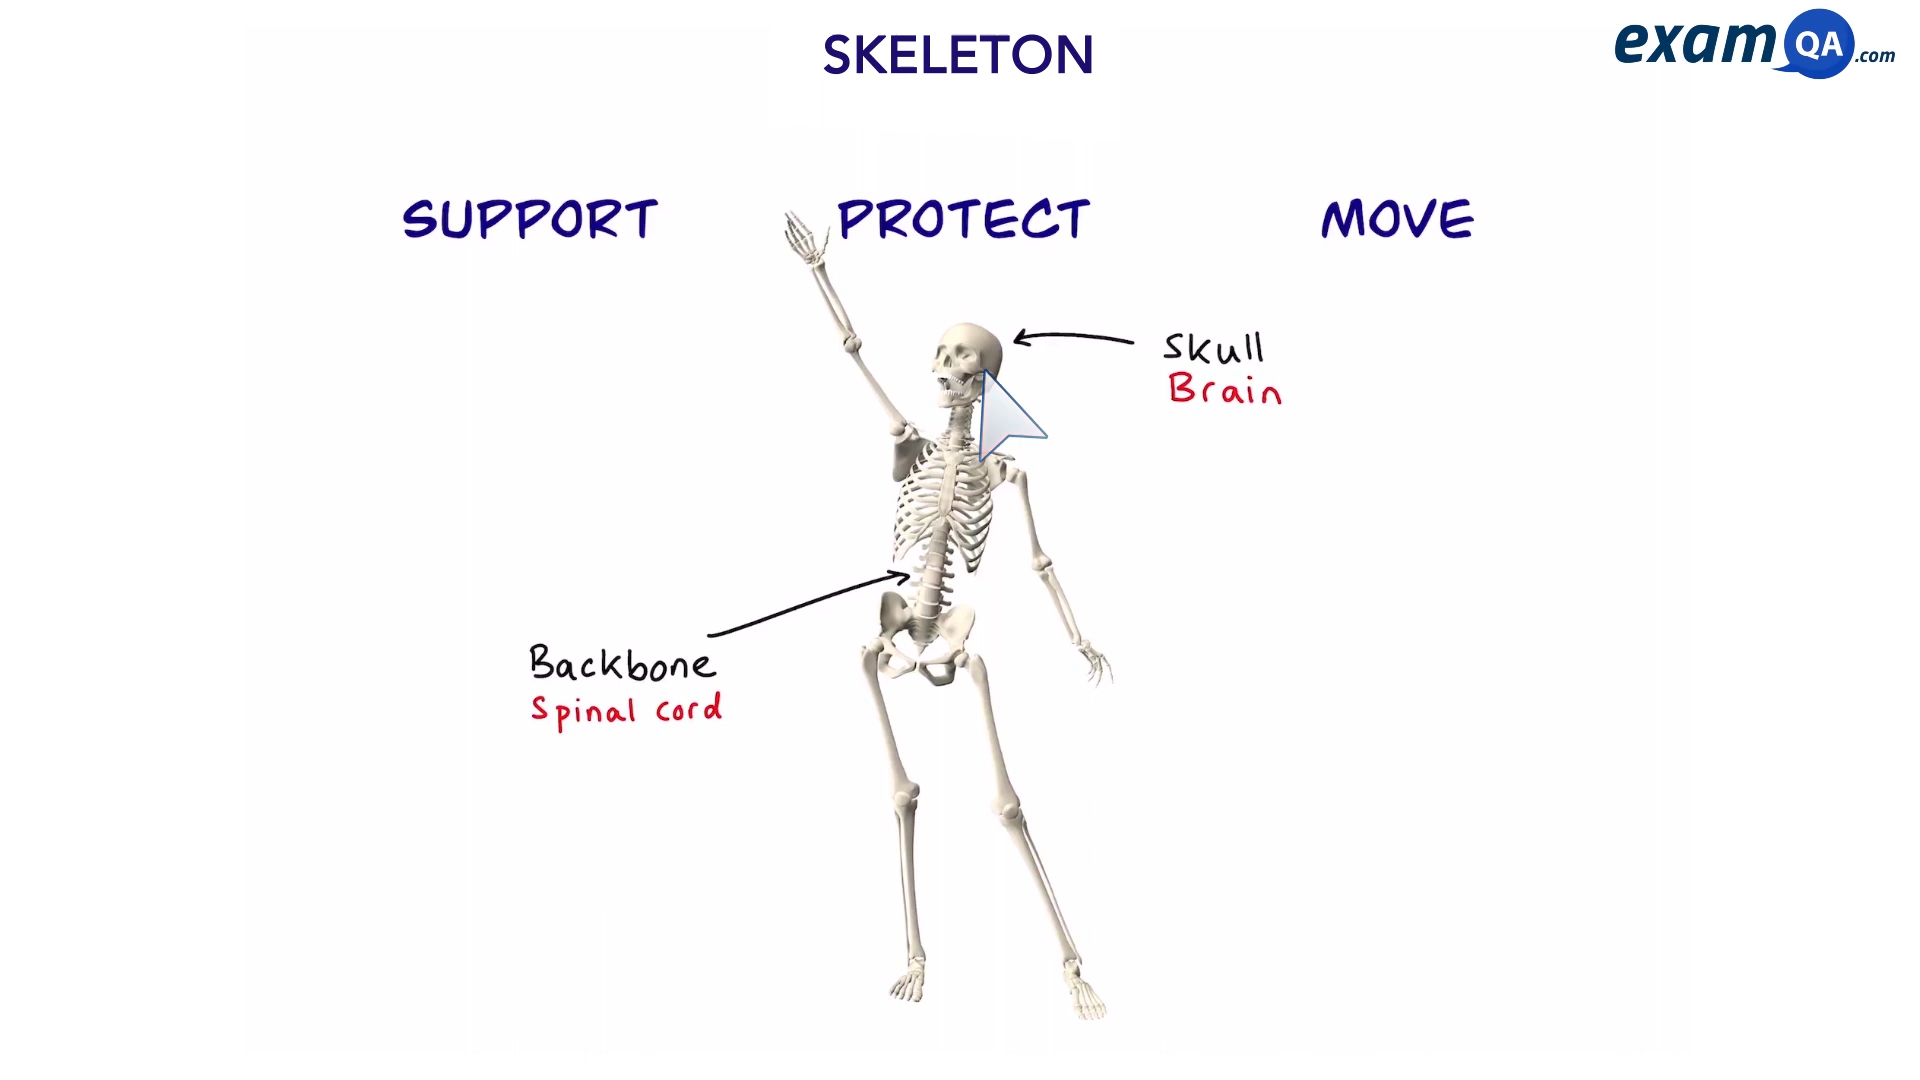 SKELETON
examQA.com
SUPPORT PROTECT MOVE
Skull
Brain
Backbone
Spinal cord